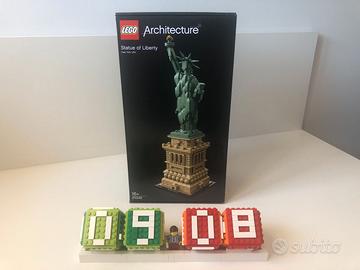 LEGO Architecture
Statue of Liberty
09 08
subito